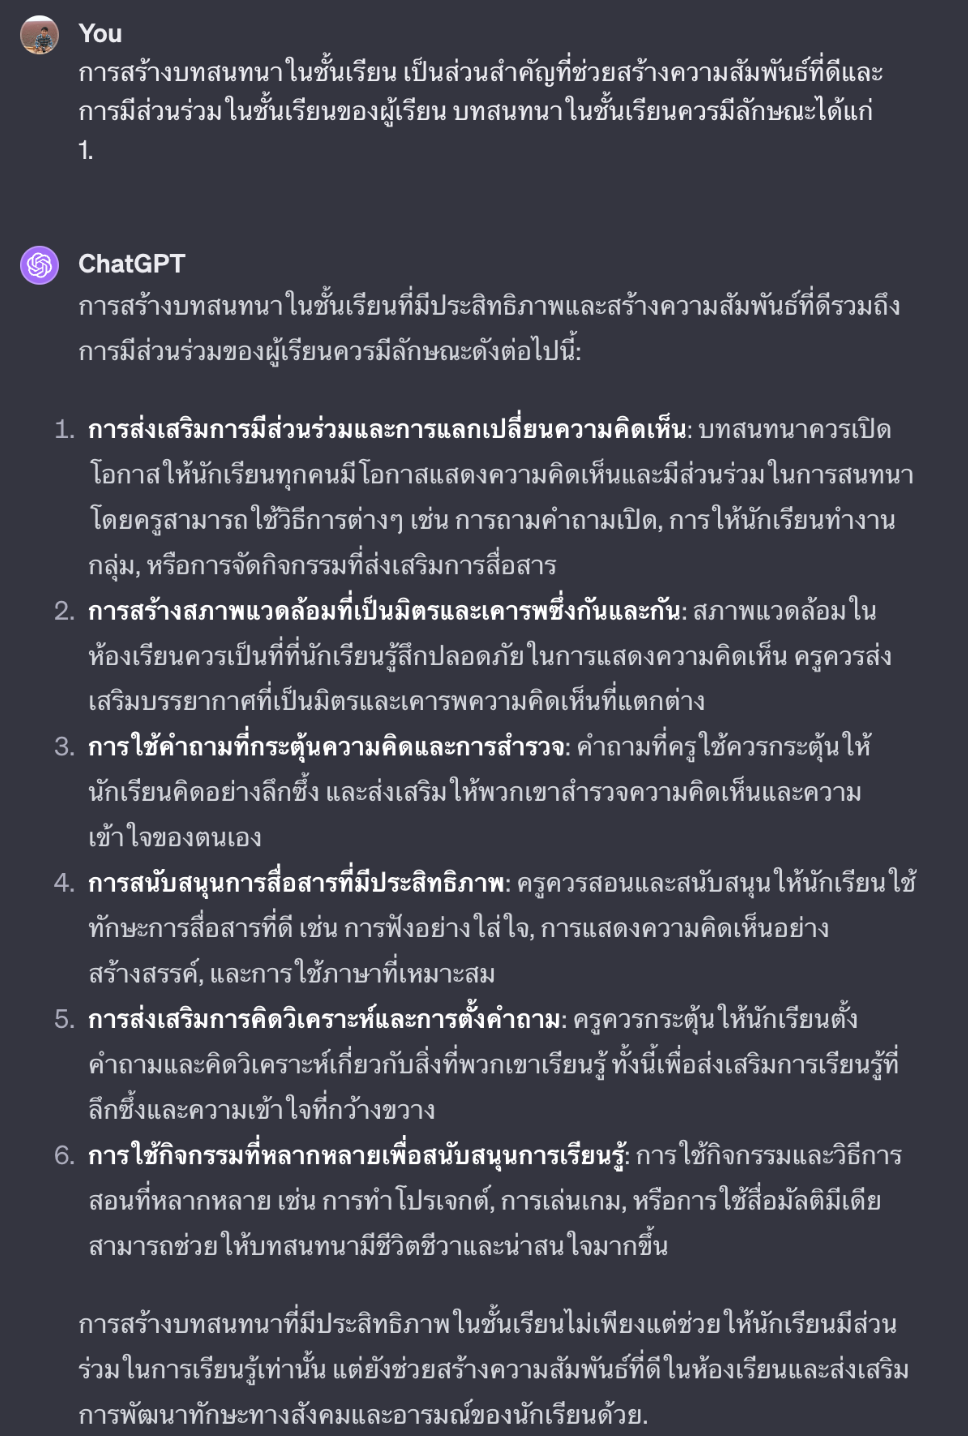 You
การสร้างบทสนทนาในชั้นเรียน เป็นส่วนสำคัญที่ช่วยสร้างความสัมพันธ์ที่ดีและ
การมีส่วนร่วมในชั้นเรียนของผู้เรียน บทสนทนาในชั้นเรียนควรมีลักษณะได้แก่
1.
ChatGPT
การสร้างบทสนทนาในชั้นเรียนที่มีประสิทธิภาพและสร้างความสัมพันธ์ที่ดีรวมถึง
การมีส่วนร่วมของผู้เรียนควรมีลักษณะดังต่อไปนี้:
1. การส่งเสริมการมีส่วนร่วมและการแลกเปลี่ยนความคิดเห็น: บทสนทนาควรเปิด
โอกาสให้นักเรียนทุกคนมีโอกาสแสดงความคิดเห็นและมีส่วนร่วมในการสนทนา
โดยครูสามารถใช้วิธีการต่างๆ เช่น การถามคำถามเปิด, การให้นักเรียนทำงาน
กลุ่ม, หรือการจัดกิจกรรมที่ส่งเสริมการสื่อสาร
2. การสร้างสภาพแวดล้อมที่เป็นมิตรและเคารพซึ่งกันและกัน: สภาพแวดล้อมใน
ห้องเรียนควรเป็นที่ที่นักเรียนรู้สึกปลอดภัยในการแสดงความคิดเห็น ครูควรส่ง
เสริมบรรยากาศที่เป็นมิตรและเคารพความคิดเห็นที่แตกต่าง
3. การใช้คำถามที่กระตุ้นความคิดและการสำรวจ: คำถามที่ครูใช้ควรกระตุ้นให้
นักเรียนคิดอย่างลึกซึ้ง และส่งเสริมให้พวกเขาสำรวจความคิดเห็นและความ
เข้าใจของตนเอง
4. การสนับสนุนการสื่อสารที่มีประสิทธิภาพ: ครูควรสอนและสนับสนุนให้นักเรียนใช้
ทักษะการสื่อสารที่ดี เช่น การฟังอย่างใส่ใจ, การแสดงความคิดเห็นอย่าง
สร้างสรรค์, และการใช้ภาษาที่เหมาะสม
5. การส่งเสริมการคิดวิเคราะห์และการตั้งคำถาม: ครูควรกระตุ้นให้นักเรียนตั้ง
คำถามและคิดวิเคราะห์เกี่ยวกับสิ่งที่พวกเขาเรียนรู้ ทั้งนี้เพื่อส่งเสริมการเรียนรู้ที่
ลึกซึ้งและความเข้าใจที่กว้างขวาง
6. การใช้กิจกรรมที่หลากหลายเพื่อสนับสนุนการเรียนรู้: การใช้กิจกรรมและวิธีการ
สอนที่หลากหลาย เช่น การทำโปรเจกต์, การเล่นเกม, หรือการใช้สื่อมัลติมีเดีย
สามารถช่วยให้บทสนทนามีชีวิตชีวาและน่าสนใจมากขึ้น
การสร้างบทสนทนาที่มีประสิทธิภาพในชั้นเรียนไม่เพียงแต่ช่วยให้นักเรียนมีส่วน
ร่วมในการเรียนรู้เท่านั้น แต่ยังช่วยสร้างความสัมพันธ์ที่ดีในห้องเรียนและส่งเสริม
การพัฒนาทักษะทางสังคมและอารมณ์ของนักเรียนด้วย.